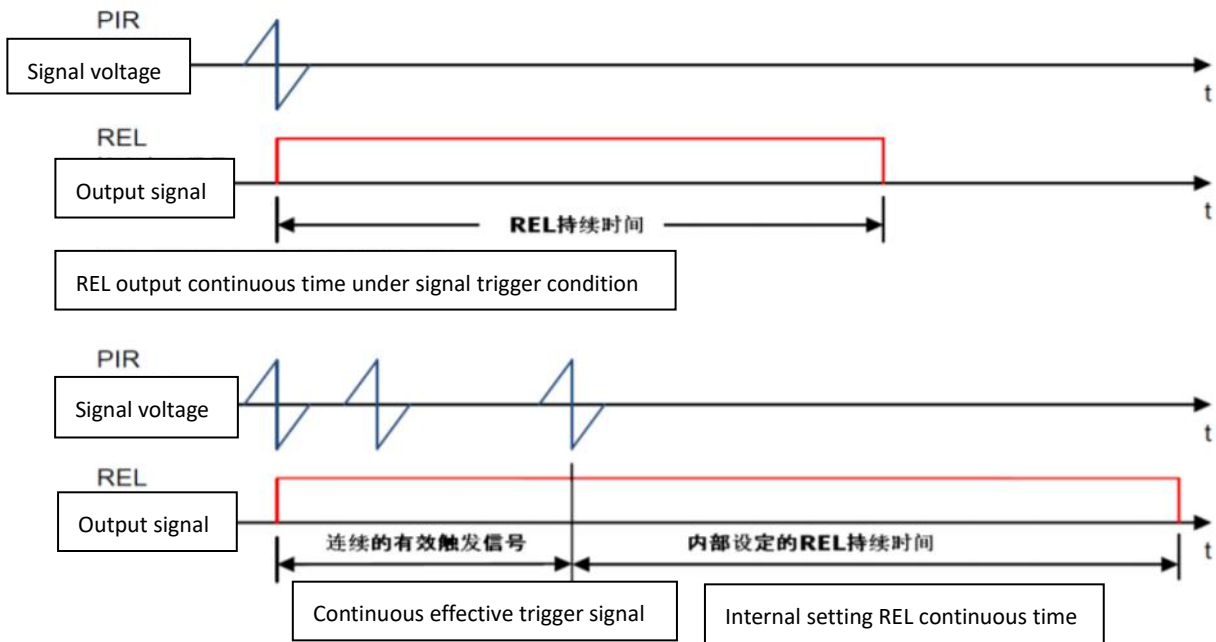 PIR
Signal voltage
t
REL
Output signal
t
REL持续时间
REL output continuous time under signal trigger condition
PIR
Signal voltage
t
REL
Output signal
t
连续的有效触发信号
内部设定的REL持续时间
Continuous effective trigger signal
Internal setting REL continuous time